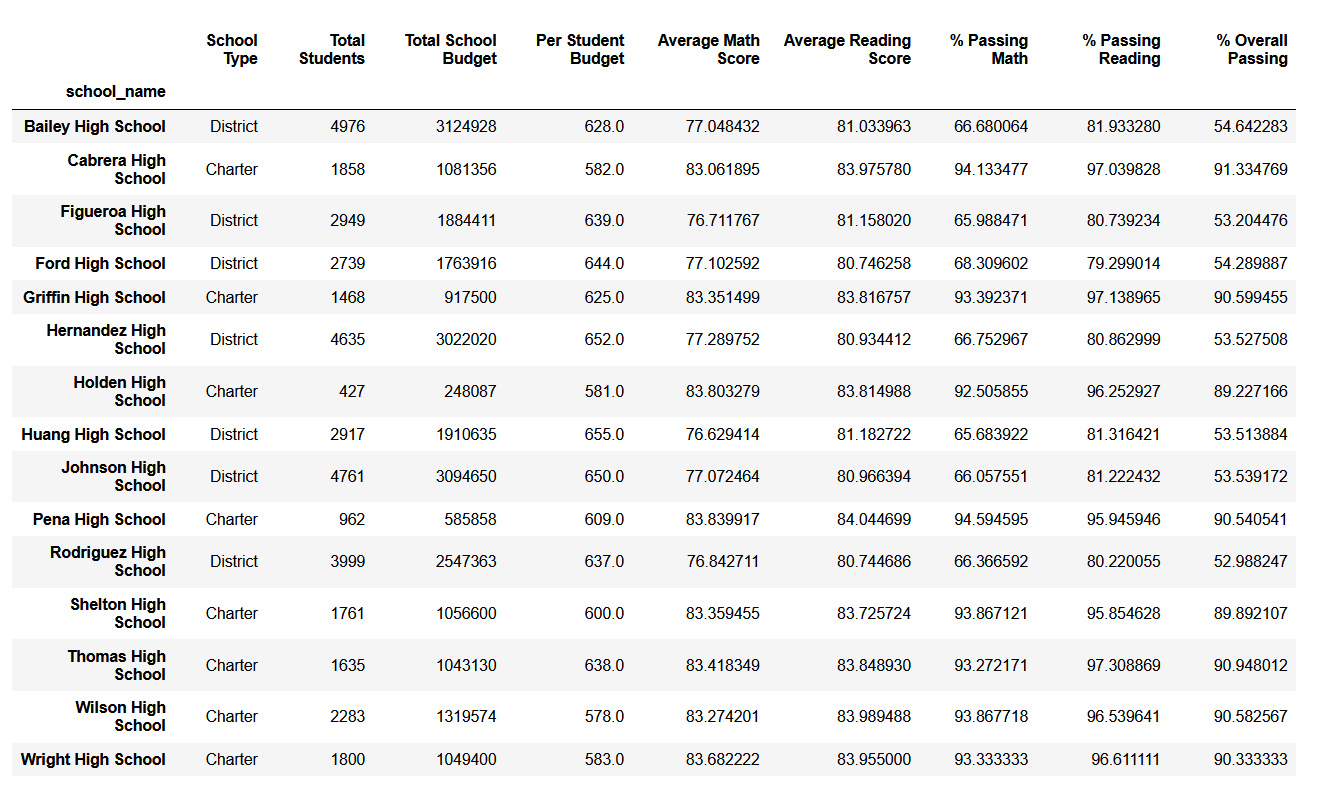 School Type Total Students Total School Budget Per Student Budget Average Math Score Average Reading Score % Passing Math % Passing Reading % Overall Passing
school_name
Bailey High School District 4976 3124928 628.0 77.048432 81.033963 66.680064 81.933280 54.642283
Cabrera High School Charter 1858 1081356 582.0 83.061895 83.975780 94.133477 97.039828 91.334769
Figueroa High School District 2949 1884411 639.0 76.711767 81.158020 65.988471 80.739234 53.204476
Ford High School District 2739 1763916 644.0 77.102592 80.746258 68.309602 79.299014 54.289887
Griffin High School Charter 1468 917500 625.0 83.351499 83.816757 93.392371 97.138965 90.599455
Hernandez High School District 4635 3022020 652.0 77.289752 80.934412 66.752967 80.862999 53.527508
Holden High School Charter 427 248087 581.0 83.803279 83.814988 92.505855 96.252927 89.227166
Huang High School District 2917 1910635 655.0 76.629414 81.182722 65.683922 81.316421 53.513884
Johnson High School District 4761 3094650 650.0 77.072464 80.966394 66.057551 81.222432 53.539172
Pena High School Charter 962 585858 609.0 83.839917 84.044699 94.594595 95.945946 90.540541
Rodriguez High School District 3999 2547363 637.0 76.842711 80.744686 66.366592 80.220055 52.988247
Shelton High School Charter 1761 1056600 600.0 83.359455 83.725724 93.867121 95.854628 89.892107
Thomas High School Charter 1635 1043130 638.0 83.418349 83.848930 93.272171 97.308869 90.948012
Wilson High School Charter 2283 1319574 578.0 83.274201 83.989488 93.867718 96.539641 90.582567
Wright High School Charter 1800 1049400 583.0 83.682222 83.955000 93.333333 96.611111 90.333333